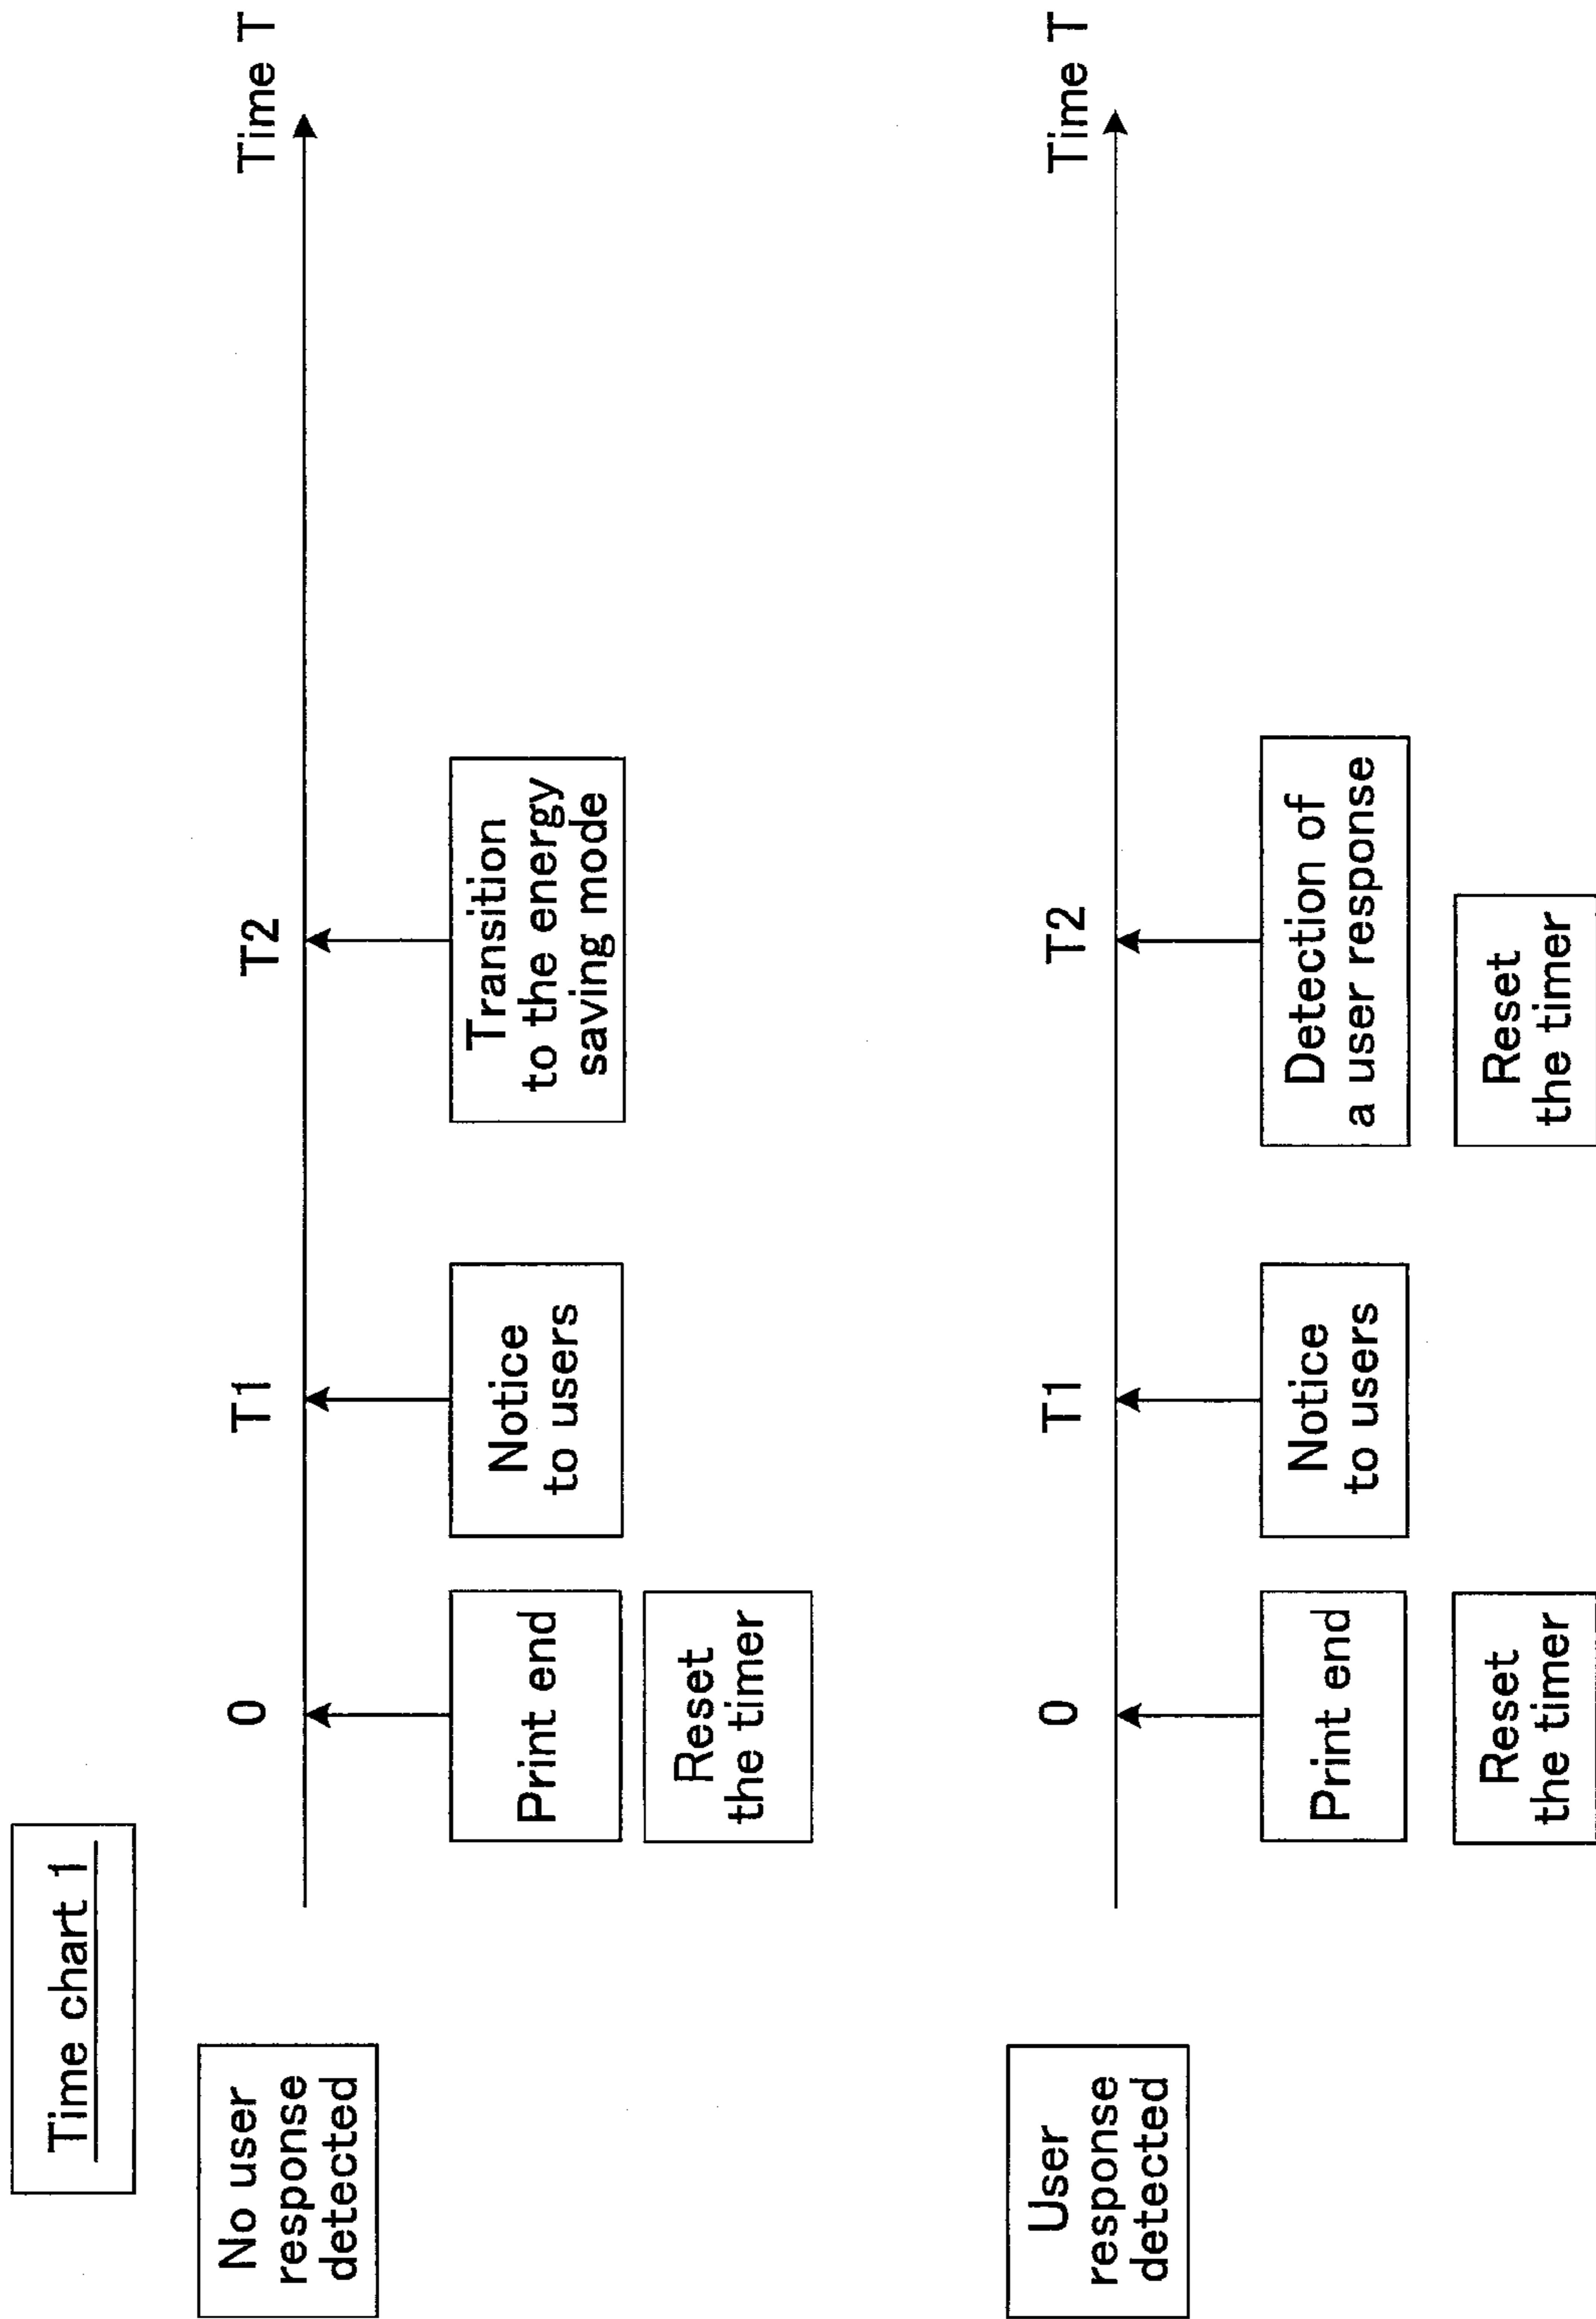 Time chart 1
No user
response
detected
0
T1
T2
Time T
Print end
Notice
to users
Transition
to the energy
saving mode
Reset
the timer
User
response
detected
0
T1
T2
Time T
Print end
Notice
to users
Detection of
a user response
Reset
the timer
Reset
the timer